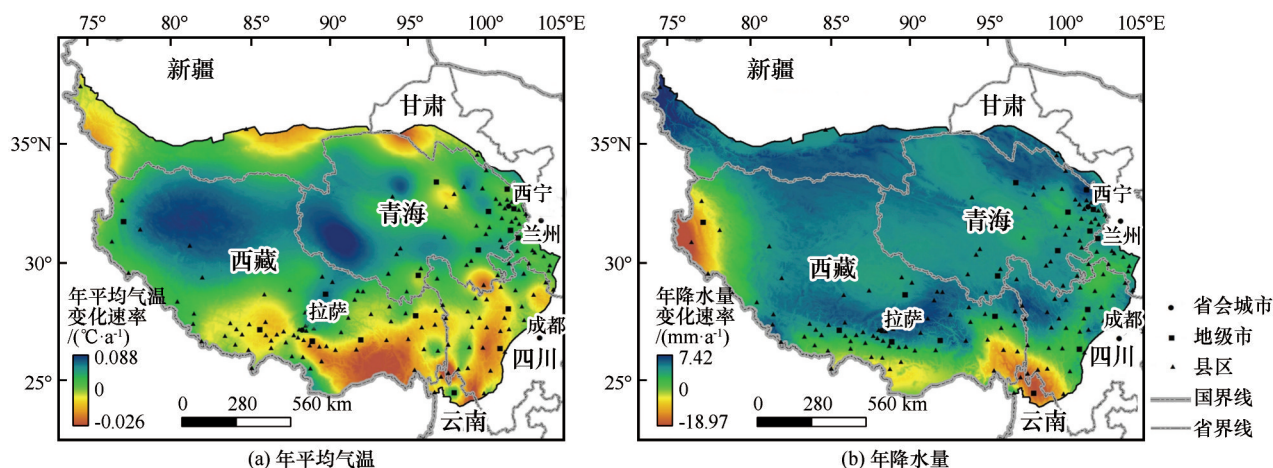 75° 80° 85° 90° 95° 100° 105°E
新疆
甘肃
35°N
西宁
青海
兰州
30°
西藏
拉萨
年平均气温
变化速率
/(℃·a⁻¹)
0.088
0
-0.026
成都
四川
25°
0 280 560 km
云南
(a) 年平均气温
75° 80° 85° 90° 95° 100° 105°E
新疆
甘肃
35°N
西宁
青海
兰州
30°
西藏
拉萨
年降水量
变化速率
/(mm·a⁻¹)
7.42
0
-18.97
成都
四川
25°
0 280 560 km
云南
(b) 年降水量
省会城市
地级市
县区
国界线
省界线